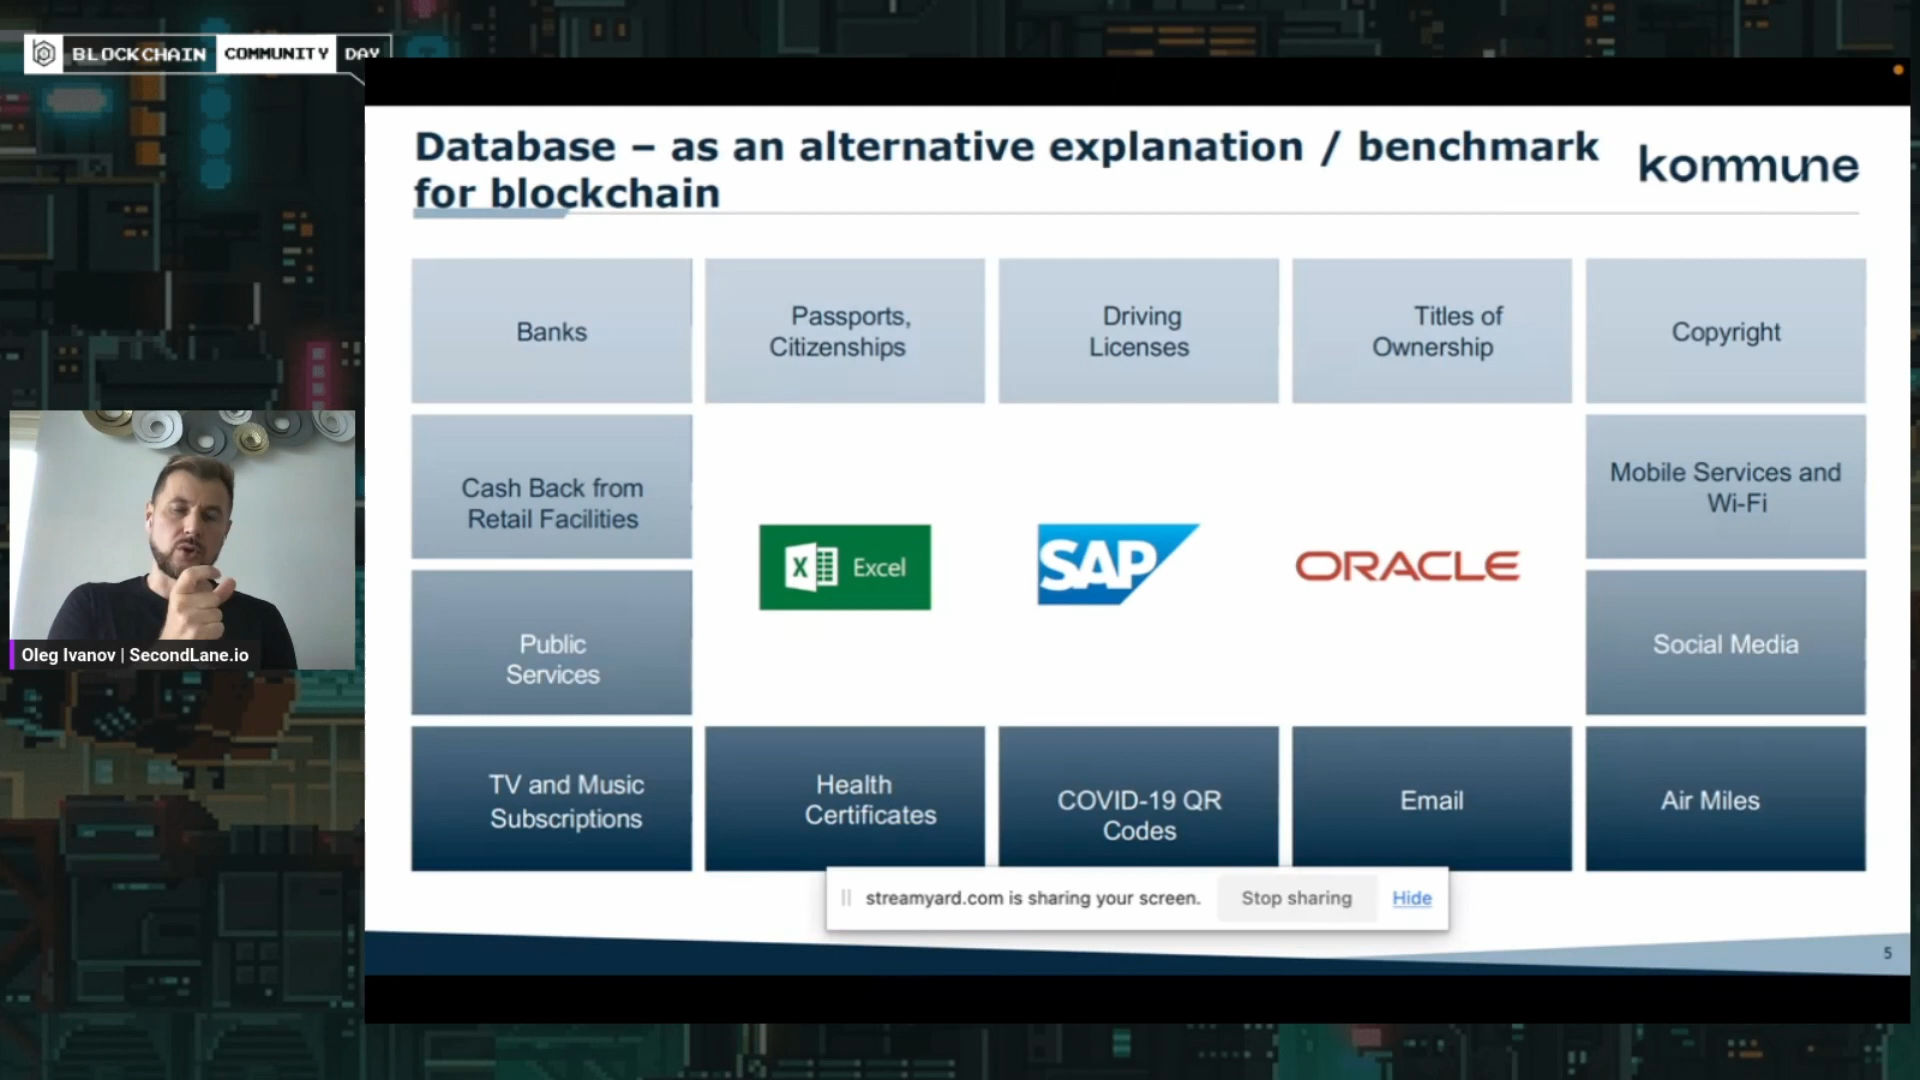 BLOCKCHAIN COMMUNITY DAY
Database – as an alternative explanation / benchmark
for blockchain
kommune
Banks
Passports,
Citizenships
Driving
Licenses
Titles of
Ownership
Copyright
Cash Back from
Retail Facilities
X Excel
SAP
ORACLE
Mobile Services and
Wi-Fi
Public
Services
Social Media
Oleg Ivanov | SecondLane.io
TV and Music
Subscriptions
Health
Certificates
COVID-19 QR
Codes
Email
Air Miles
streamyard.com is sharing your screen. Stop sharing Hide
5